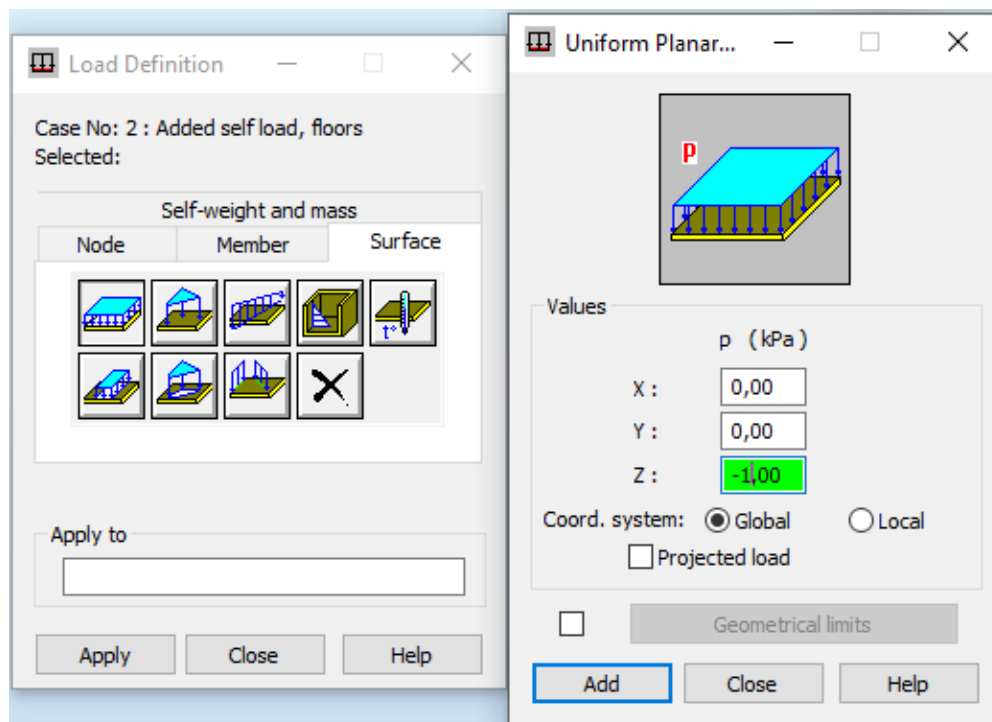 Load Definition
Case No: 2 : Added self load, floors
Selected:
Self-weight and mass
Node Member Surface
t°
Apply to
Apply Close Help
Uniform Planar...
p
Values
p (kPa)
X : 0,00
Y : 0,00
Z : -1,00
Coord. system: Global Local
Projected load
Geometrical limits
Add Close Help